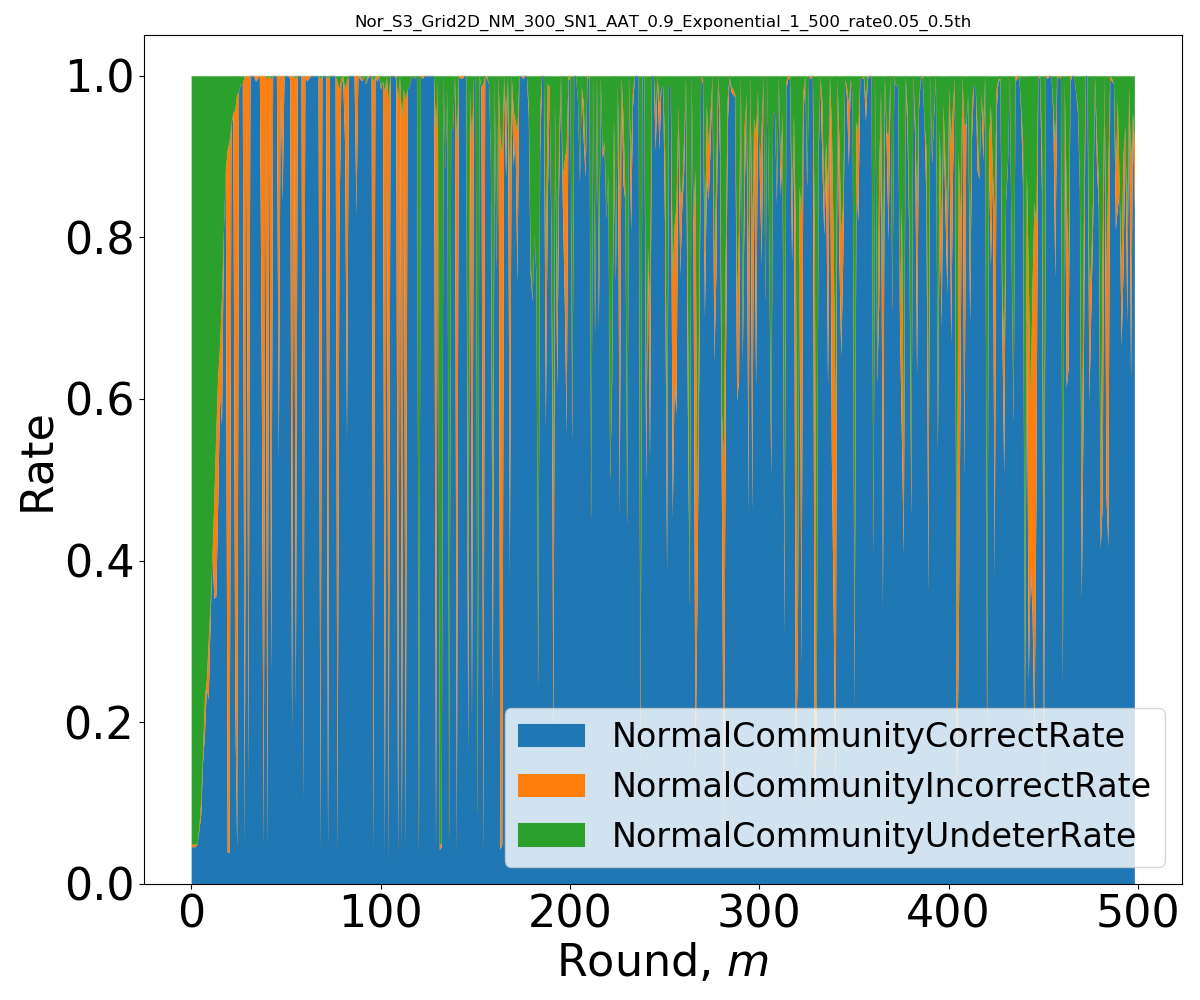 Nor_S3_Grid2D_NM_300_SN1_AAT_0.9_Exponential_1_500_rate0.05_0.5th
1.0
0.8
0.6
0.4
0.2
0.0
Rate
NormalCommunityCorrectRate
NormalCommunityIncorrectRate
NormalCommunityUndeterRate
0 100 200 300 400 500
Round, m